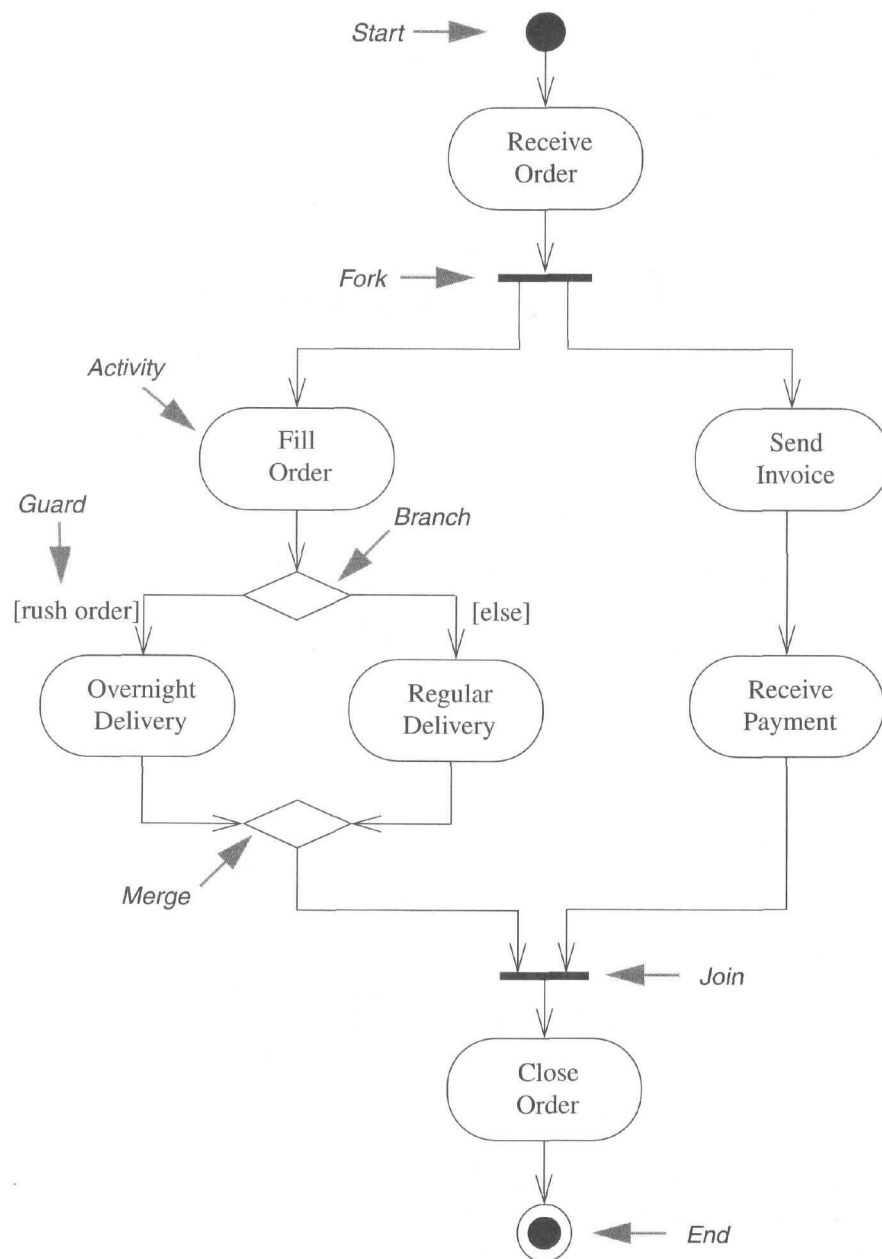 Start
Receive
Order
Fork
Activity
Fill
Order
Send
Invoice
Guard
Branch
[rush order]
[else]
Overnight
Delivery
Regular
Delivery
Receive
Payment
Merge
Join
Close
Order
End